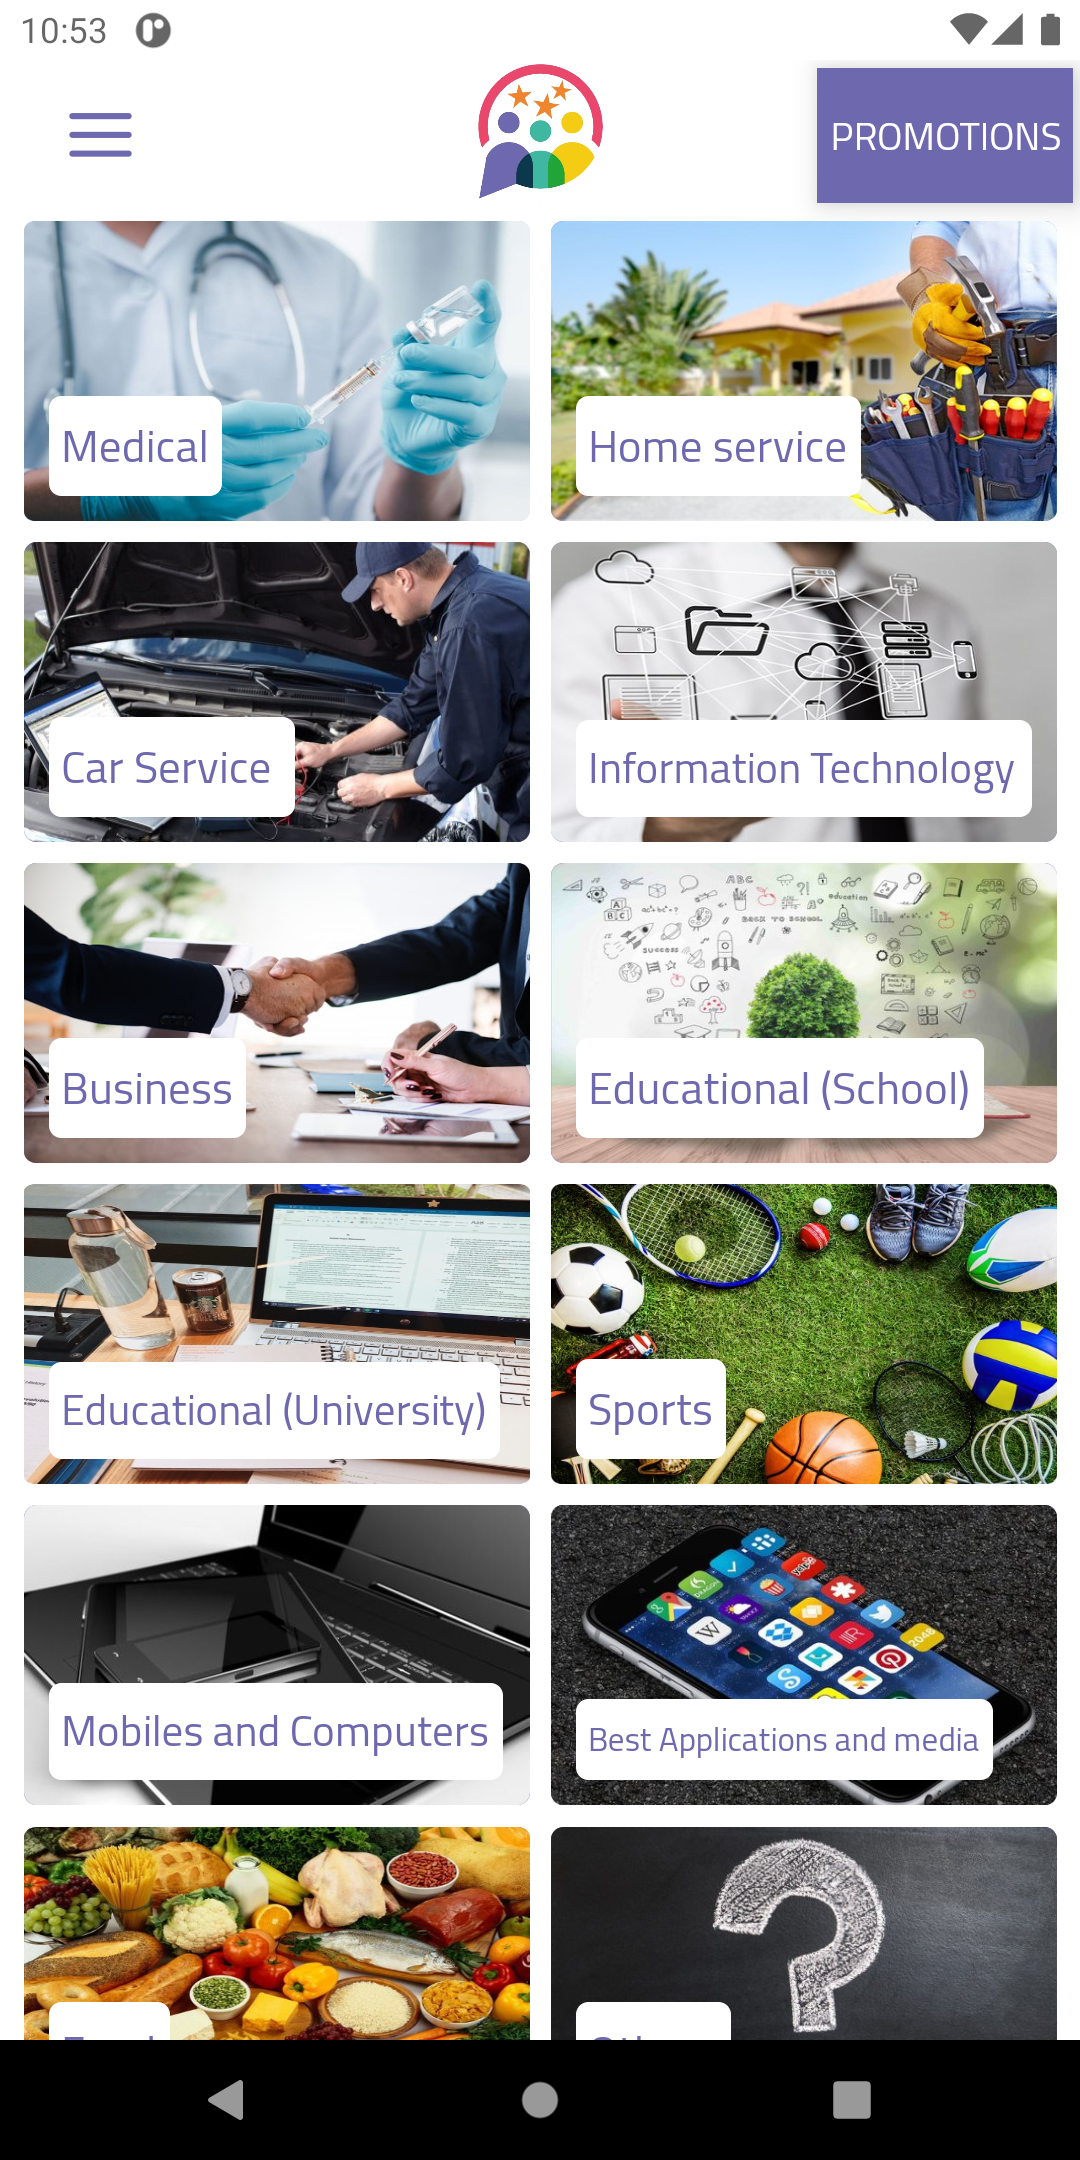 10:53
PROMOTIONS
Medical
Home service
Car Service
Information Technology
Business
Educational (School)
Educational (University)
Sports
Mobiles and Computers
Best Applications and media